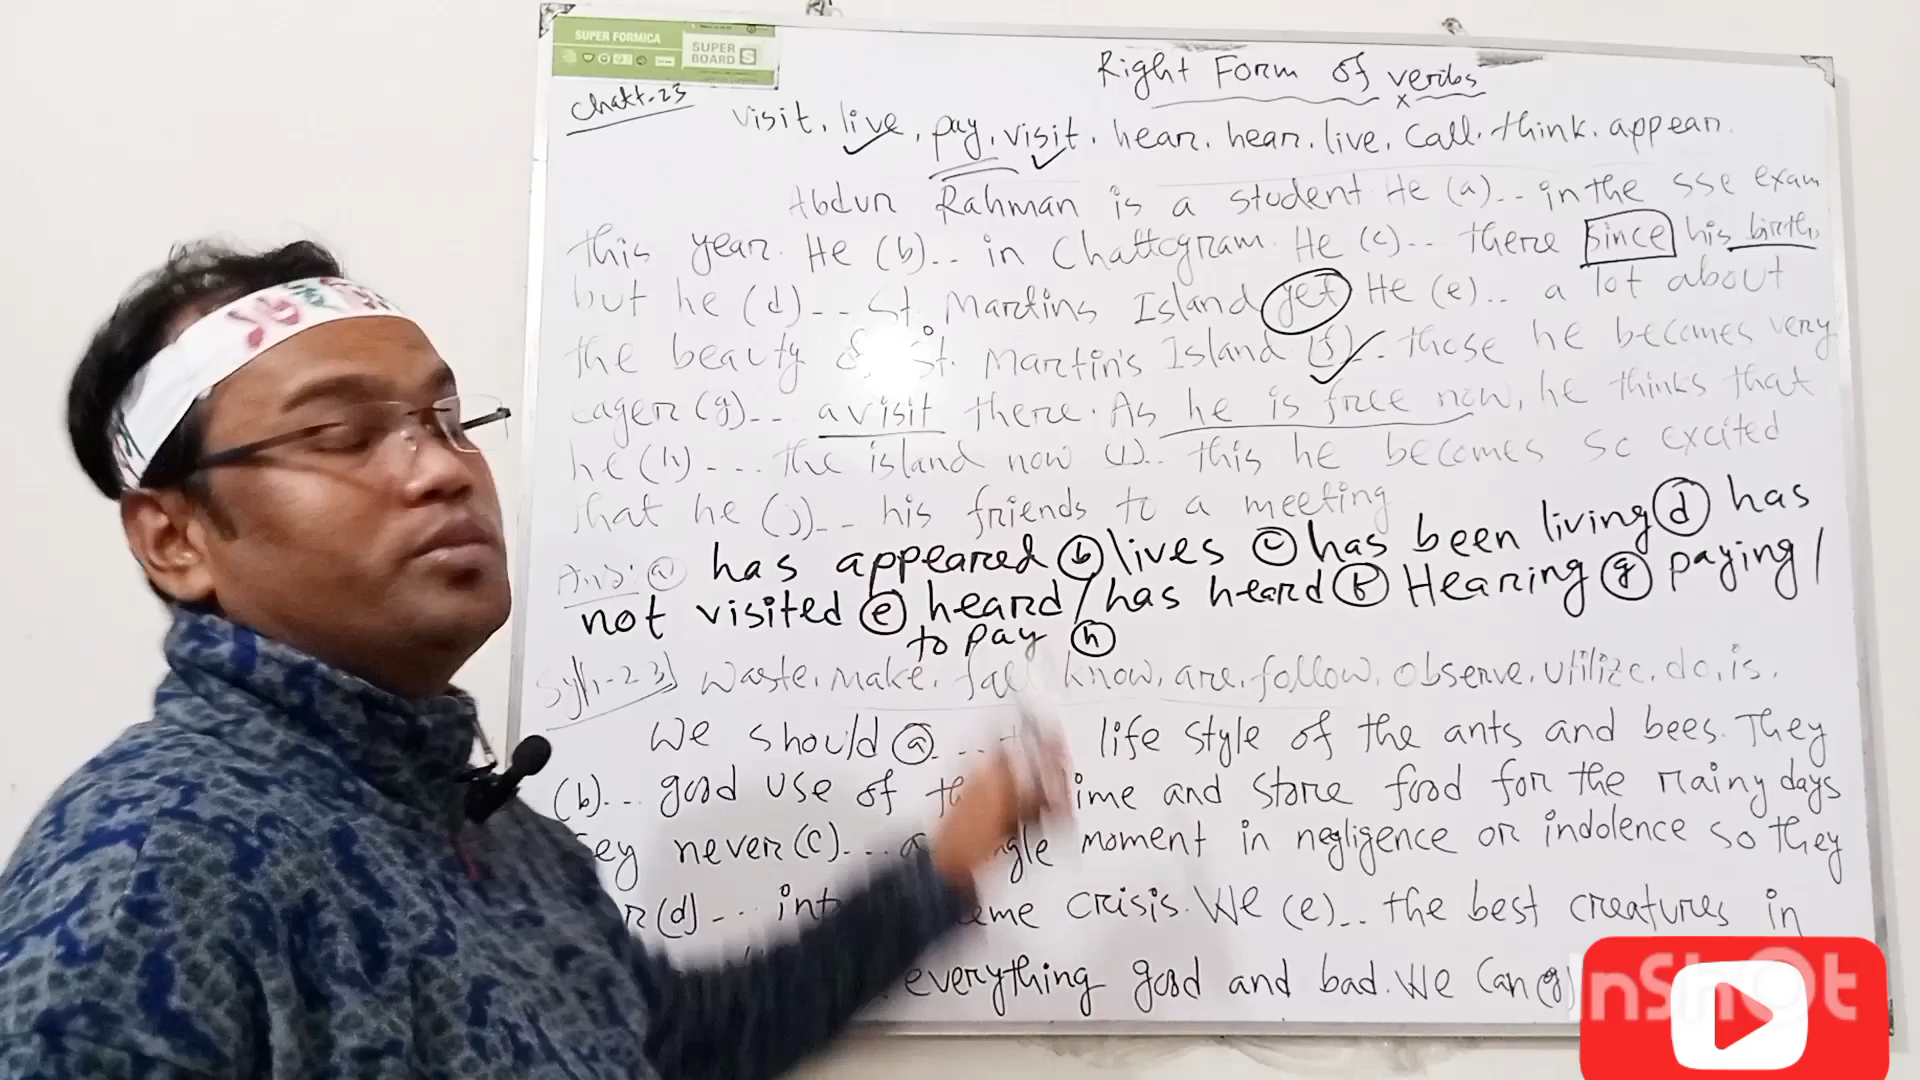 SUPER FORMICA
SUPER BOARD S
Right Form of verbs
Chatt-23
visit, live, pay, visit, hear, hear, live, call, think, appear.
Abdur Rahman is a student. He (a)... in the SSC exam
this year. He (b)... in Chattogram. He (c)... there since his birth
but he (d)... St. Martins Island yet He (e)... a lot about
the beauty of St. Martin's Island (f)... those he becomes very
eager (g)... a visit there. As he is free now, he thinks that
he (h)... the island now (i)... this he becomes so excited
that he (j)... his friends to a meeting
Ans: (a) has appeared (b) lives (c) has been living (d) has
not visited (e) heard/has heard (f) Hearing (g) paying/
to pay (h)
Syl-23) waste, make, fall know, are, follow, observe, utilize, do, is.
We should (a)... life style of the ants and bees. They
(b)... good use of time and store food for the rainy days
never (c)... moment in negligence or indolence so they
(d)... crisis. We (e)... the best creatures in
everything good and bad. We can (g)
InShOt